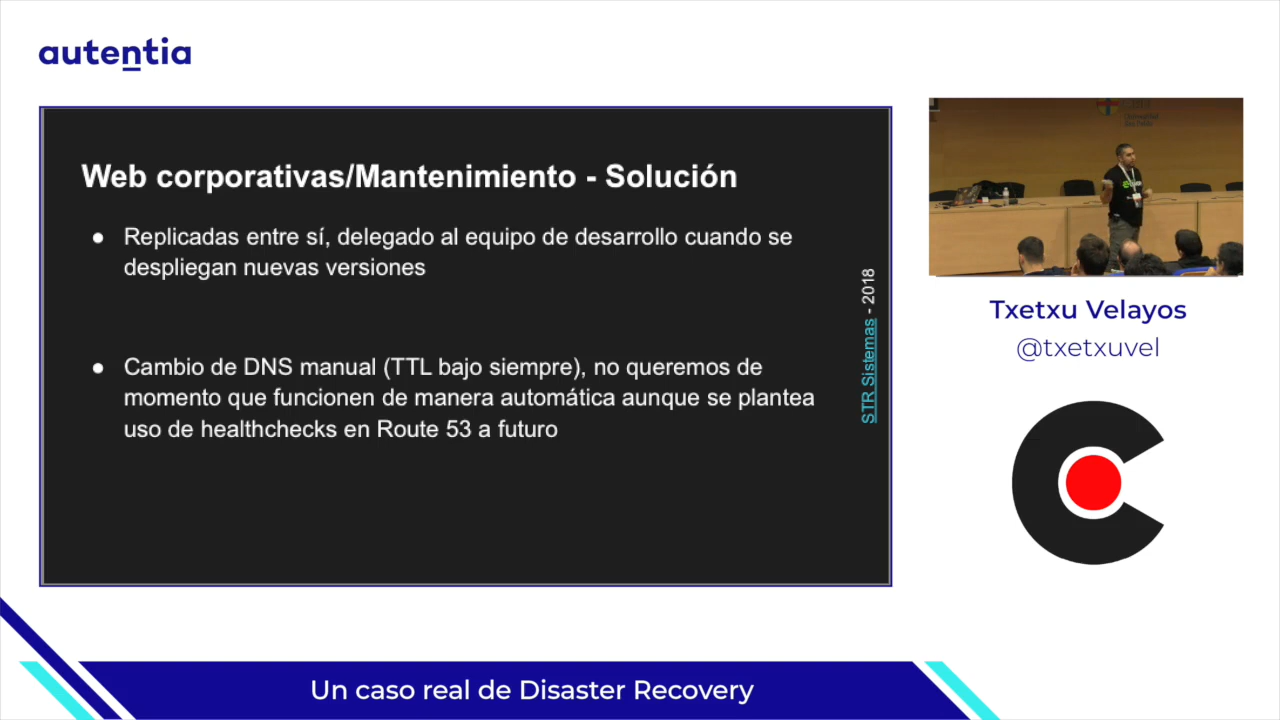 autentia
Web corporativas/Mantenimiento - Solución
● Replicadas entre sí, delegado al equipo de desarrollo cuando se
despliegan nuevas versiones
● Cambio de DNS manual (TTL bajo siempre), no queremos de
momento que funcionen de manera automática aunque se plantea
uso de healthchecks en Route 53 a futuro
STR Sistemas - 2018
Txetxu Velayos
@txetxuvel
Un caso real de Disaster Recovery